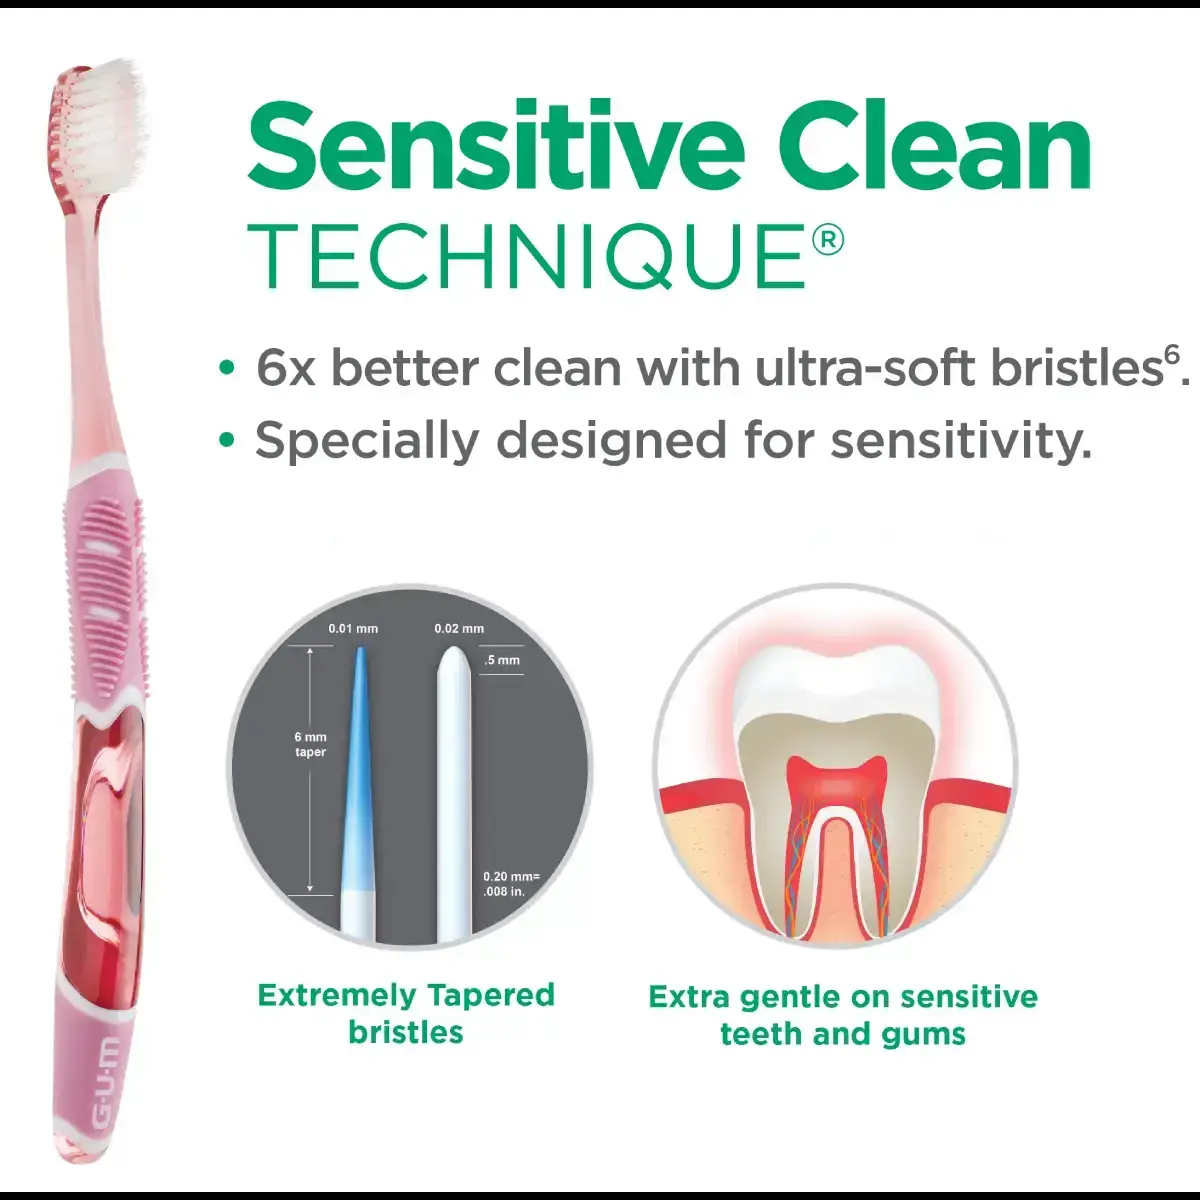 Sensitive Clean
TECHNIQUE®
• 6x better clean with ultra-soft bristles⁶.
• Specially designed for sensitivity.
0.01 mm
0.02 mm
.5 mm
6 mm
taper
0.20 mm=
.008 in.
Extremely Tapered
bristles
Extra gentle on sensitive
teeth and gums
G·U·M